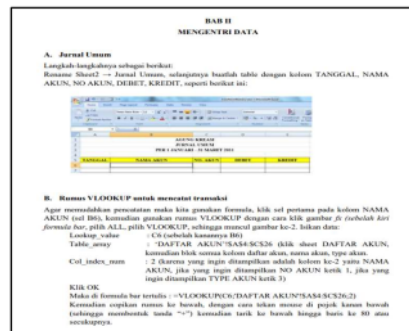 BAB II
MENGENTRI DATA
A. Jurnal Umum
Langkah-langkahnya sebagai berikut:
Rename Sheet2 → Jurnal Umum, selanjutnya buatlah table dengan kolom TANGGAL, NAMA
AKUN, NO AKUN, DEBET, KREDIT, seperti berikut ini:
JURNAL UMUM
PER 1 JANUARI - 31 MARET 2013
TANGGAL NAMA AKUN NO. AKUN DEBET KREDIT
B. Rumus VLOOKUP untuk mencatat transaksi
Agar memudahkan pencatatan maka kita gunakan formula, klik sel pertama pada kolom NAMA
AKUN (sel B6), kemudian gunakan rumus VLOOKUP dengan cara klik gambar fx (sebelah kiri
formula bar, pilih ALL, pilih VLOOKUP, sehingga muncul gambar ke-2. Isikan data:
Lookup_value : C6 (sebelah kanannya B6)
Table_array : 'DAFTAR AKUN'!$A$4:$C$26 (klik sheet DAFTAR AKUN,
kemudian blok semua kolom daftar akun, nama akun, type akun.
Col_index_num : 2 (karena yang ingin ditampilkan adalah kolom ke-2 yaitu NAMA
AKUN, jika yang ingin ditampilkan NO AKUN ketik 1, jika yang
ingin ditampilkan TYPE AKUN ketik 3)
Klik OK
Maka di formula bar tertulis : =VLOOKUP(C6;'DAFTAR AKUN'!$A$4:$C$26;2)
Kemudian copikan rumus ke bawah, dengan cara tekan mouse di pojok kanan bawah
(sehingga membentuk tanda "+") kemudian tarik ke bawah hingga baris ke 80 atau
secukupnya.